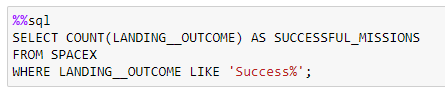 %%sql
SELECT COUNT(LANDING__OUTCOME) AS SUCCESSFUL_MISSIONS
FROM SPACEX
WHERE LANDING__OUTCOME LIKE 'Success%';